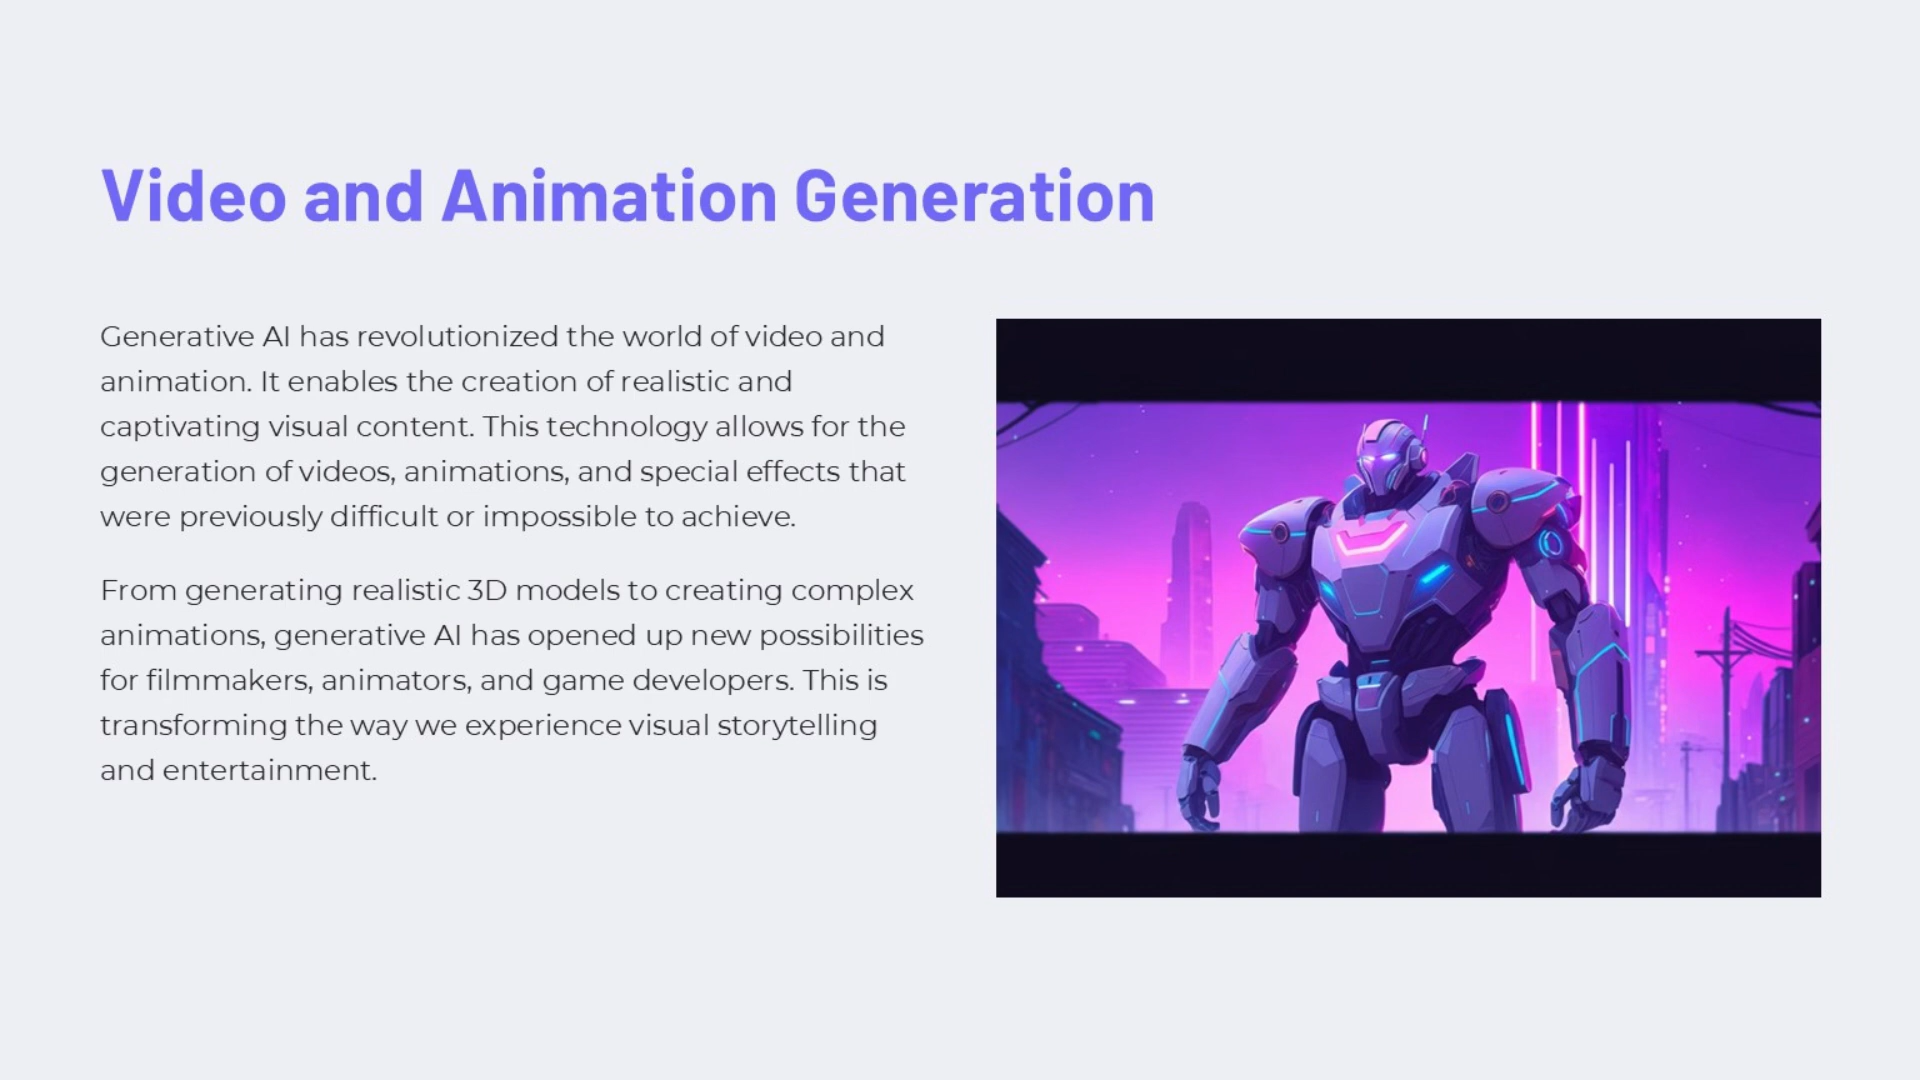 Video and Animation Generation
Generative AI has revolutionized the world of video and
animation. It enables the creation of realistic and
captivating visual content. This technology allows for the
generation of videos, animations, and special effects that
were previously difficult or impossible to achieve.
From generating realistic 3D models to creating complex
animations, generative AI has opened up new possibilities
for filmmakers, animators, and game developers. This is
transforming the way we experience visual storytelling
and entertainment.